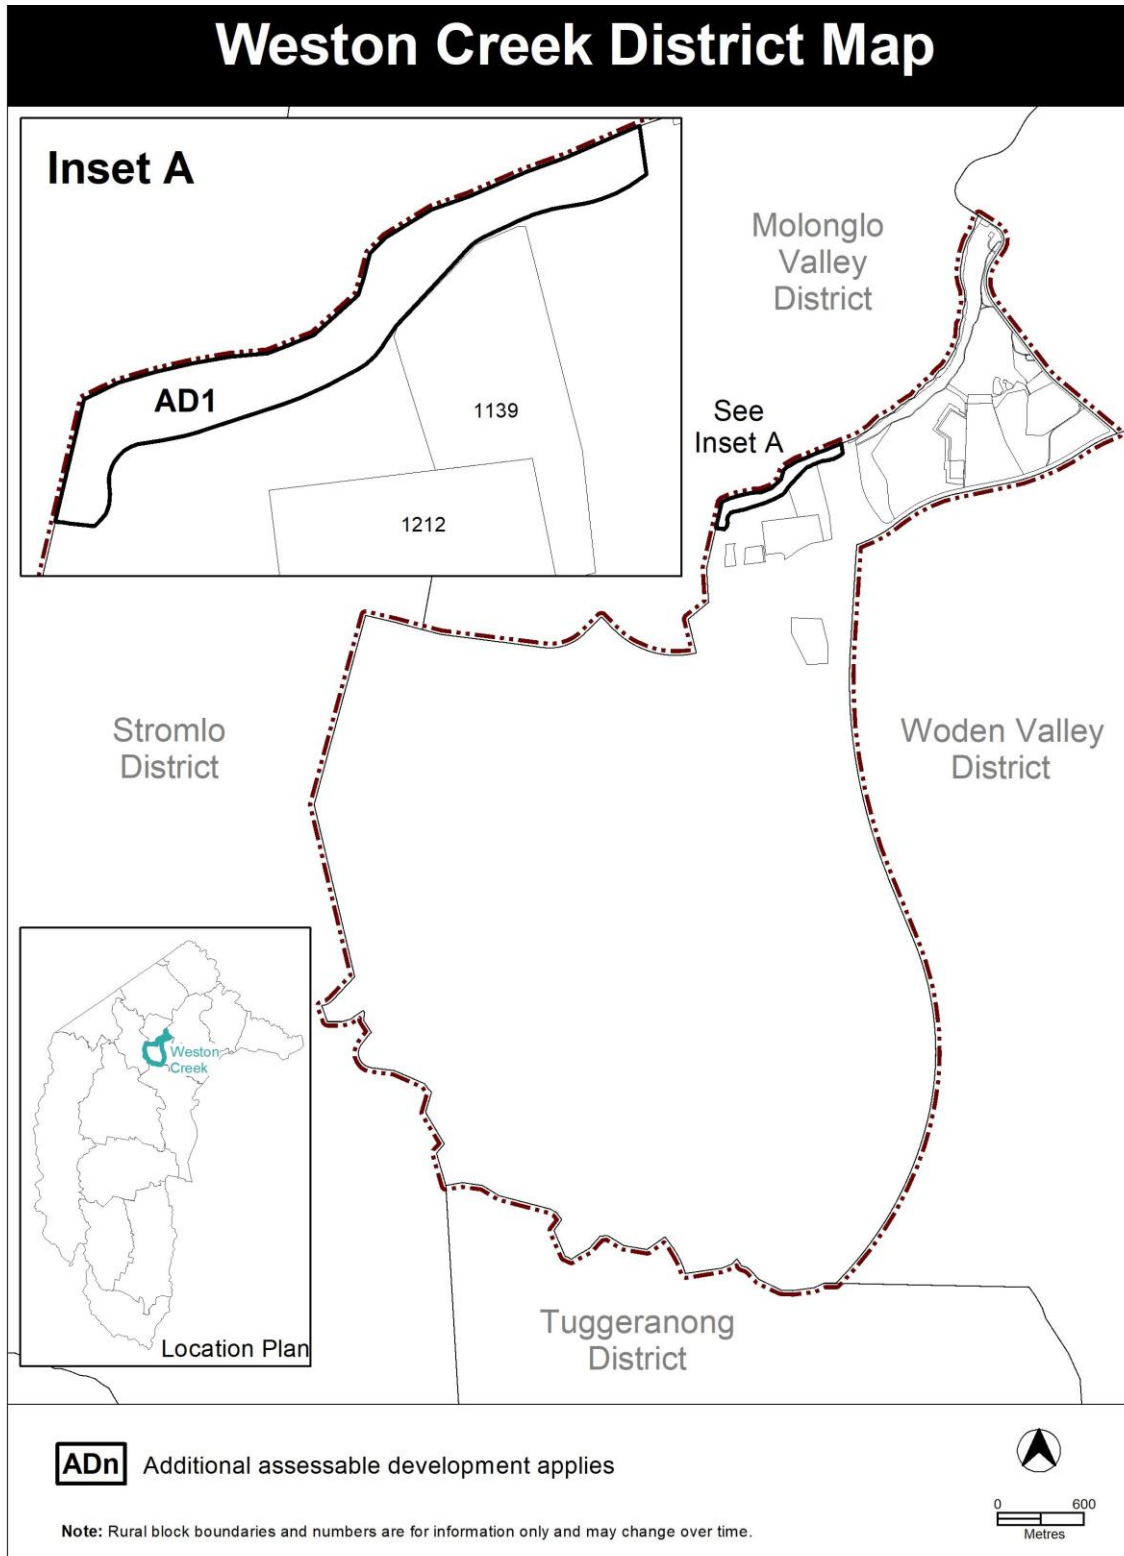 Weston Creek District Map
Inset A
AD1
1139
1212
Molonglo
Valley
District
See
Inset A
Stromlo
District
Woden Valley
District
Weston
Creek
Location Plan
Tuggeranong
District
ADn Additional assessable development applies
Note: Rural block boundaries and numbers are for information only and may change over time.
0 600
Metres